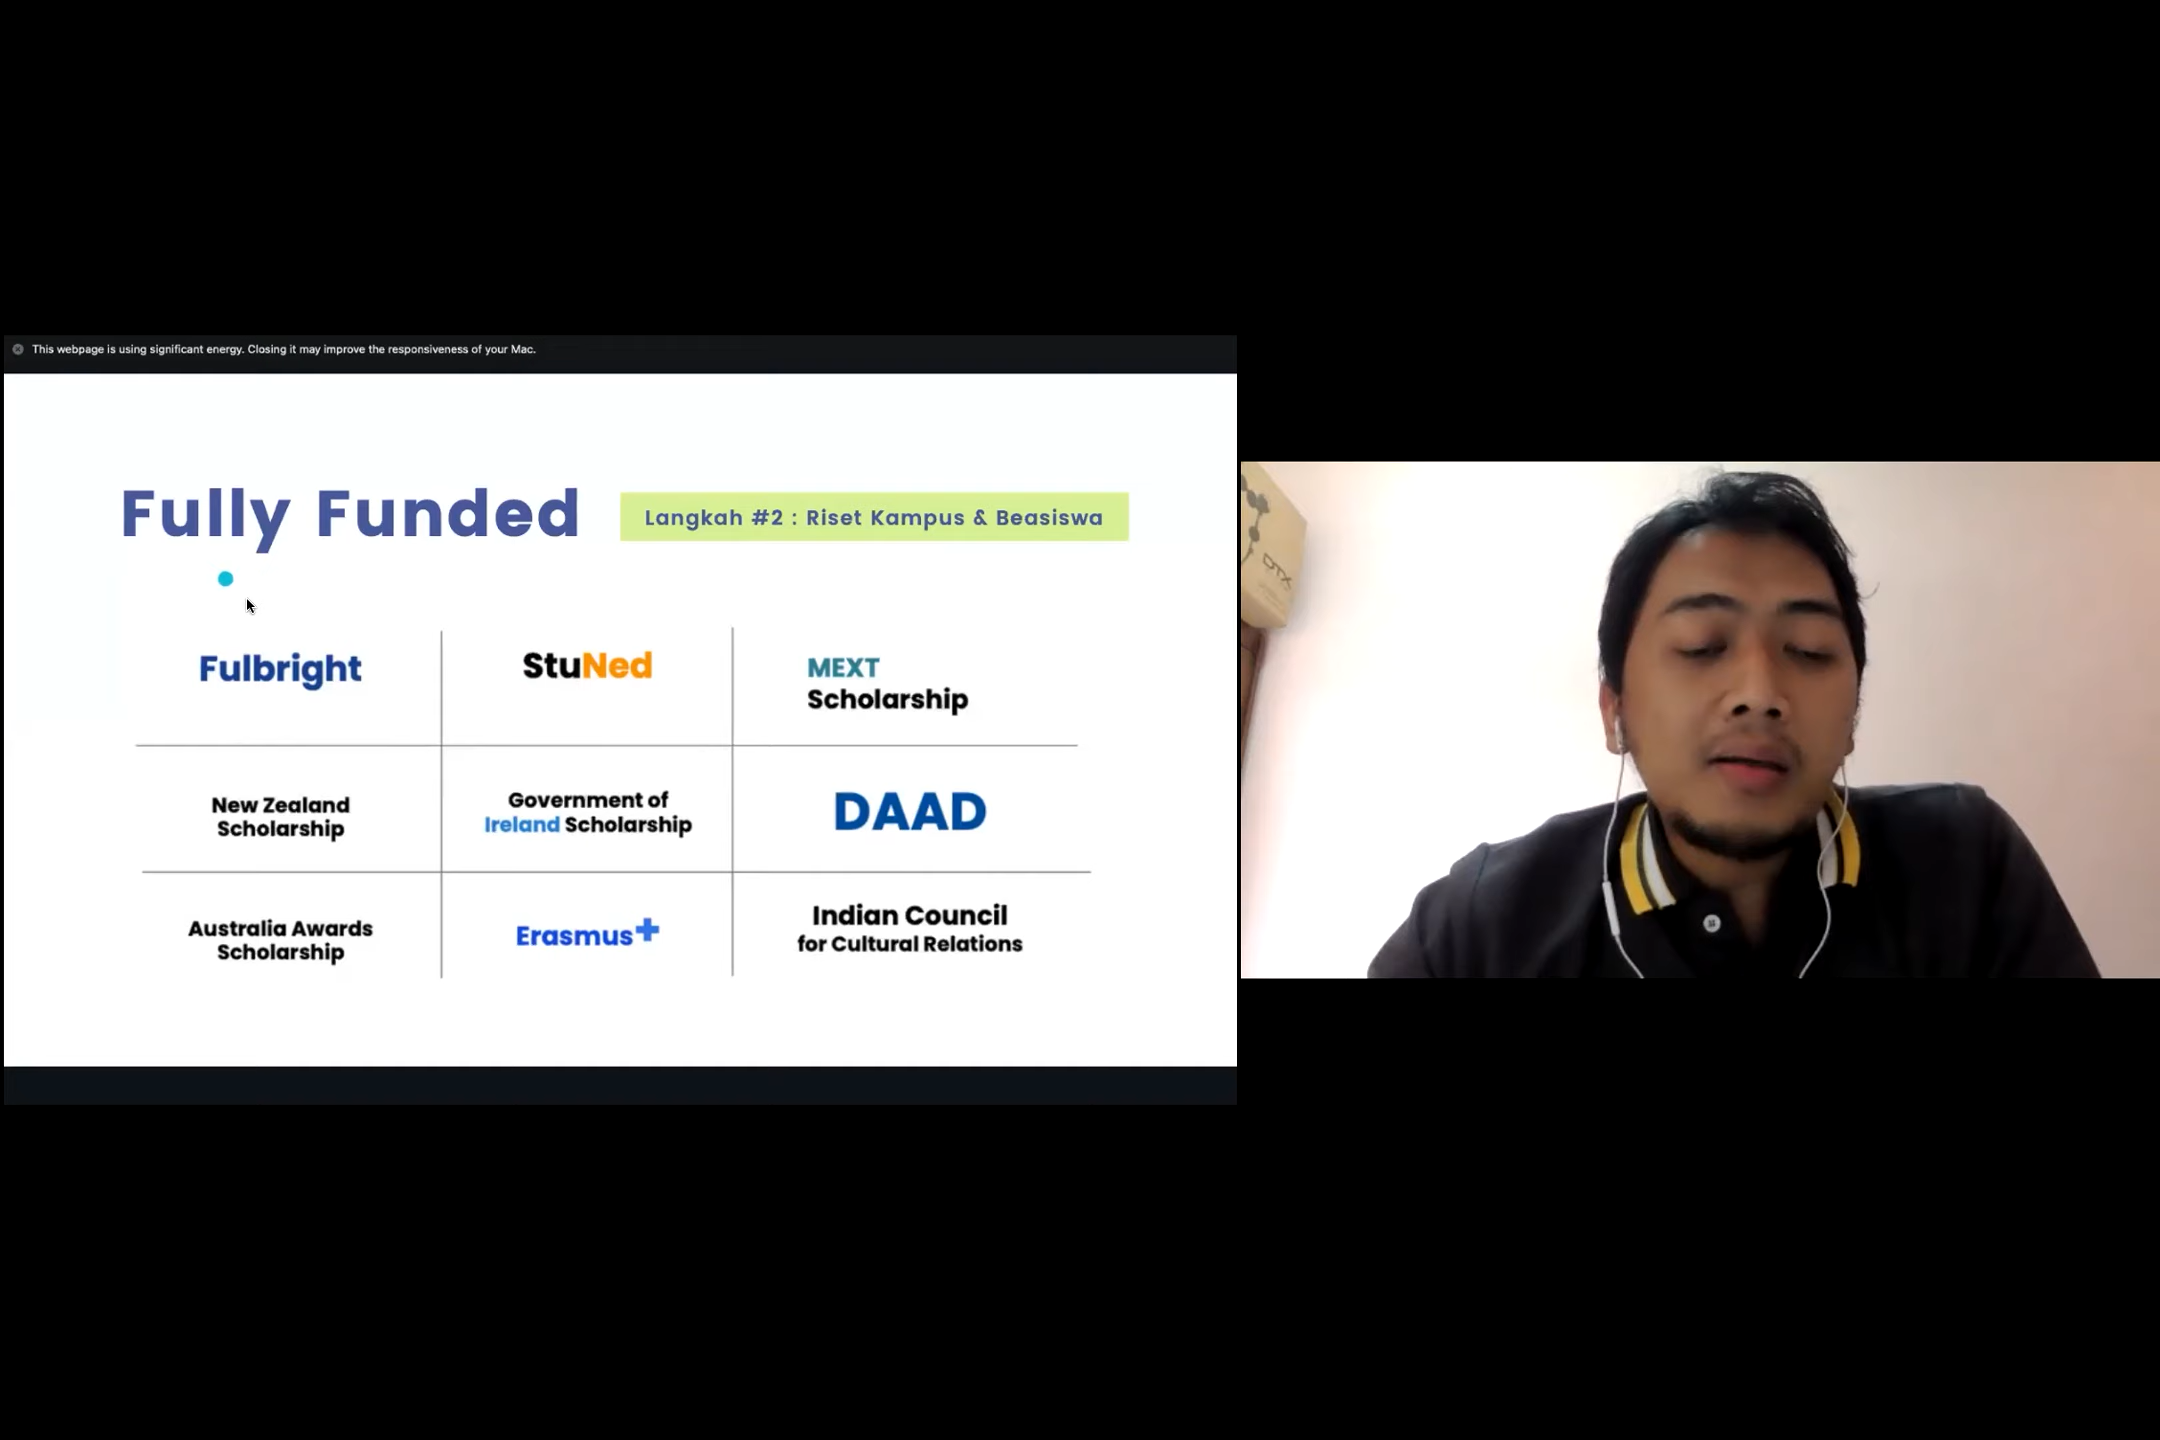 This webpage is using significant energy. Closing it may improve the responsiveness of your Mac.
Fully Funded
Langkah #2 : Riset Kampus & Beasiswa
Fulbright
StuNed
MEXT
Scholarship
New Zealand
Scholarship
Government of
Ireland Scholarship
DAAD
Australia Awards
Scholarship
Erasmus+
Indian Council
for Cultural Relations
DTX